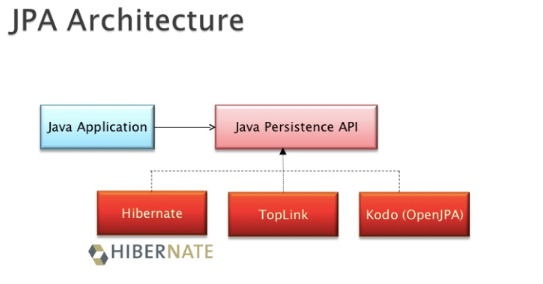 JPA Architecture
Java Application
Java Persistence API
Hibernate
TopLink
Kodo (OpenJPA)
HIBERNATE